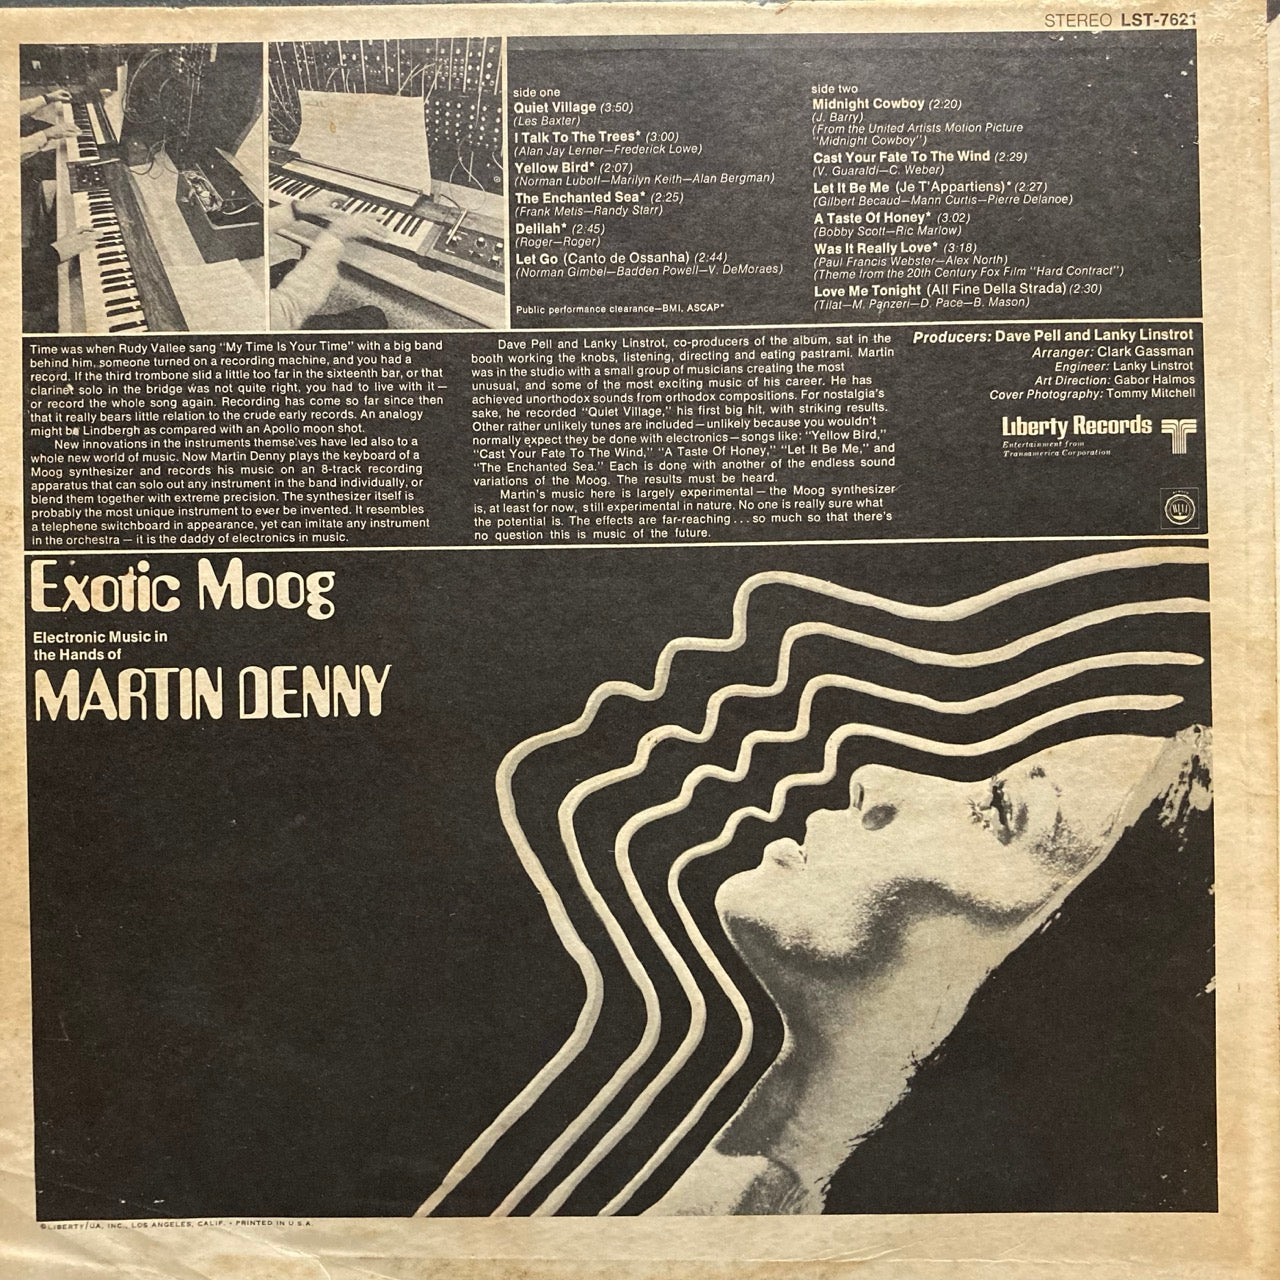 STEREO LST-7621
side one
Quiet Village (3:50)
(Les Baxter)
I Talk To The Trees* (3:00)
(Alan Jay Lerner—Frederick Lowe)
Yellow Bird* (2:07)
(Norman Luboff—Marilyn Keith—Alan Bergman)
The Enchanted Sea* (2:25)
(Frank Metis—Randy Starr)
Delilah* (2:45)
(Roger—Roger)
Let Go (Canto de Ossanha) (2:44)
(Norman Gimbel—Badden Powell—V. DeMoraes)
Public performance clearance—BMI, ASCAP*
side two
Midnight Cowboy (2:20)
(J. Barry)
(From the United Artists Motion Picture
"Midnight Cowboy")
Cast Your Fate To The Wind (2:29)
(V. Guaraldi—C. Weber)
Let It Be Me (Je T'Appartiens)* (2:27)
(Gilbert Becaud—Mann Curtis—Pierre Delanoe)
A Taste Of Honey* (3:02)
(Bobby Scott—Ric Marlow)
Was It Really Love* (3:18)
(Paul Francis Webster—Alex North)
(Theme from the 20th Century Fox Film "Hard Contract")
Love Me Tonight (All Fine Della Strada) (2:30)
(Tilat—M. Panzeri—D. Pace—B. Mason)
Time was when Rudy Vallee sang "My Time Is Your Time" with a big band
behind him, someone turned on a recording machine, and you had a
record. If the third trombone slid a little too far in the sixteenth bar, or that
clarinet solo in the bridge was not quite right, you had to live with it—
or record the whole song again. Recording has come so far since then
that it really bears little relation to the crude early records. An analogy
might be Lindbergh as compared with an Apollo moon shot.
New innovations in the instruments themselves have led also to a
whole new world of music. Now Martin Denny plays the keyboard of a
Moog synthesizer and records his music on an 8-track recording
apparatus that can solo out any instrument in the band individually, or
blend them together with extreme precision. The synthesizer itself is
probably the most unique instrument to ever be invented. It resembles
a telephone switchboard in appearance, yet can imitate any instrument
in the orchestra — it is the daddy of electronics in music.
Dave Pell and Lanky Linstrot, co-producers of the album, sat in the
booth working the knobs, listening, directing and eating pastrami. Martin
was in the studio with a small group of musicians creating the most
unusual, and some of the most exciting music of his career. He has
achieved unorthodox sounds from orthodox compositions. For nostalgia's
sake, he recorded "Quiet Village," his first big hit, with striking results.
Other rather unlikely tunes are included—unlikely because you wouldn't
normally expect they be done with electronics—songs like: "Yellow Bird,"
"Cast Your Fate To The Wind," "A Taste Of Honey," "Let It Be Me," and
"The Enchanted Sea." Each is done with another of the endless sound
variations of the Moog. The results must be heard.
Martin's music here is largely experimental — the Moog synthesizer
is, at least for now, still experimental in nature. No one is really sure what
the potential is. The effects are far-reaching . . . so much so that there's
no question this is music of the future.
Producers: Dave Pell and Lanky Linstrot
Arranger: Clark Gassman
Engineer: Lanky Linstrot
Art Direction: Gabor Halmos
Cover Photography: Tommy Mitchell
Liberty Records
Entertainment from
Transamerica Corporation
Exotic Moog
Electronic Music in
the Hands of
MARTIN DENNY
©LIBERTY/UA, INC., LOS ANGELES, CALIF. • PRINTED IN U.S.A.